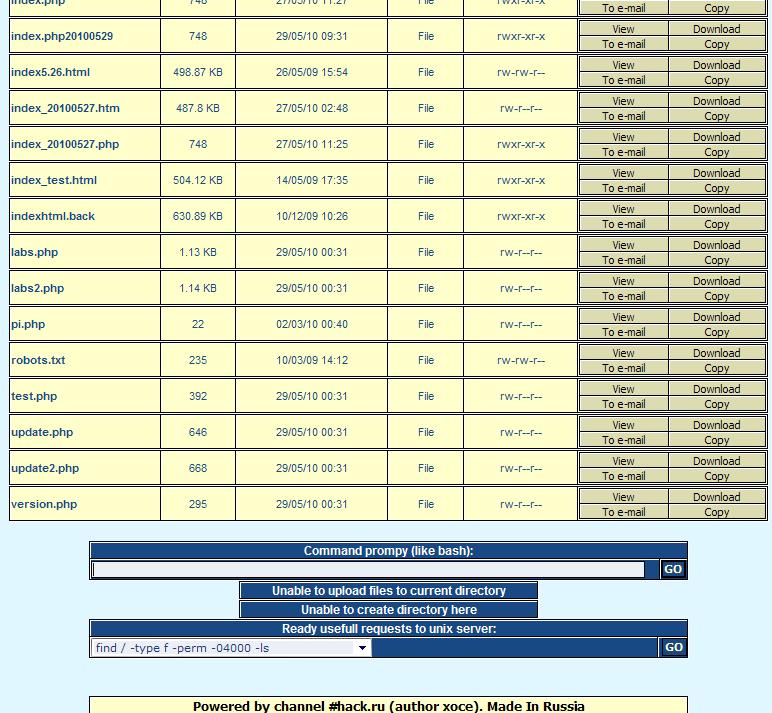 index.php 748 27/05/10 11:27 File rwxr-xr-x
To e-mail Copy
View Download
index.php20100529 748 29/05/10 09:31 File rwxr-xr-x
To e-mail Copy
View Download
index5.26.html 498.87 KB 26/05/09 15:54 File rw-rw-r--
To e-mail Copy
View Download
index_20100527.htm 487.8 KB 27/05/10 02:48 File rw-r--r--
To e-mail Copy
View Download
index_20100527.php 748 27/05/10 11:25 File rwxr-xr-x
To e-mail Copy
View Download
index_test.html 504.12 KB 14/05/09 17:35 File rwxr-xr-x
To e-mail Copy
View Download
indexhtml.back 630.89 KB 10/12/09 10:26 File rwxr-xr-x
To e-mail Copy
View Download
labs.php 1.13 KB 29/05/10 00:31 File rw-r--r--
To e-mail Copy
View Download
labs2.php 1.14 KB 29/05/10 00:31 File rw-r--r--
To e-mail Copy
View Download
pi.php 22 02/03/10 00:40 File rw-r--r--
To e-mail Copy
View Download
robots.txt 235 10/03/09 14:12 File rw-rw-r--
To e-mail Copy
View Download
test.php 392 29/05/10 00:31 File rw-r--r--
To e-mail Copy
View Download
update.php 646 29/05/10 00:31 File rw-r--r--
To e-mail Copy
View Download
update2.php 668 29/05/10 00:31 File rw-r--r--
To e-mail Copy
View Download
version.php 295 29/05/10 00:31 File rw-r--r--
To e-mail Copy
Command prompy (like bash):
GO
Unable to upload files to current directory
Unable to create directory here
Ready usefull requests to unix server:
find / -type f -perm -04000 -ls GO
Powered by channel #hack.ru (author xoce). Made In Russia